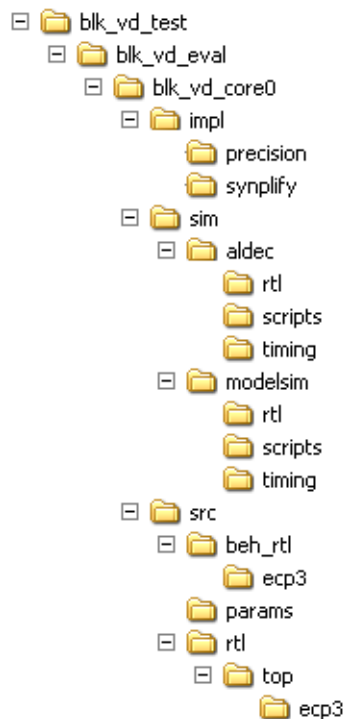 blk_vd_test
blk_vd_eval
blk_vd_core0
impl
precision
synplify
sim
aldec
rtl
scripts
timing
modelsim
rtl
scripts
timing
src
beh_rtl
ecp3
params
rtl
top
ecp3